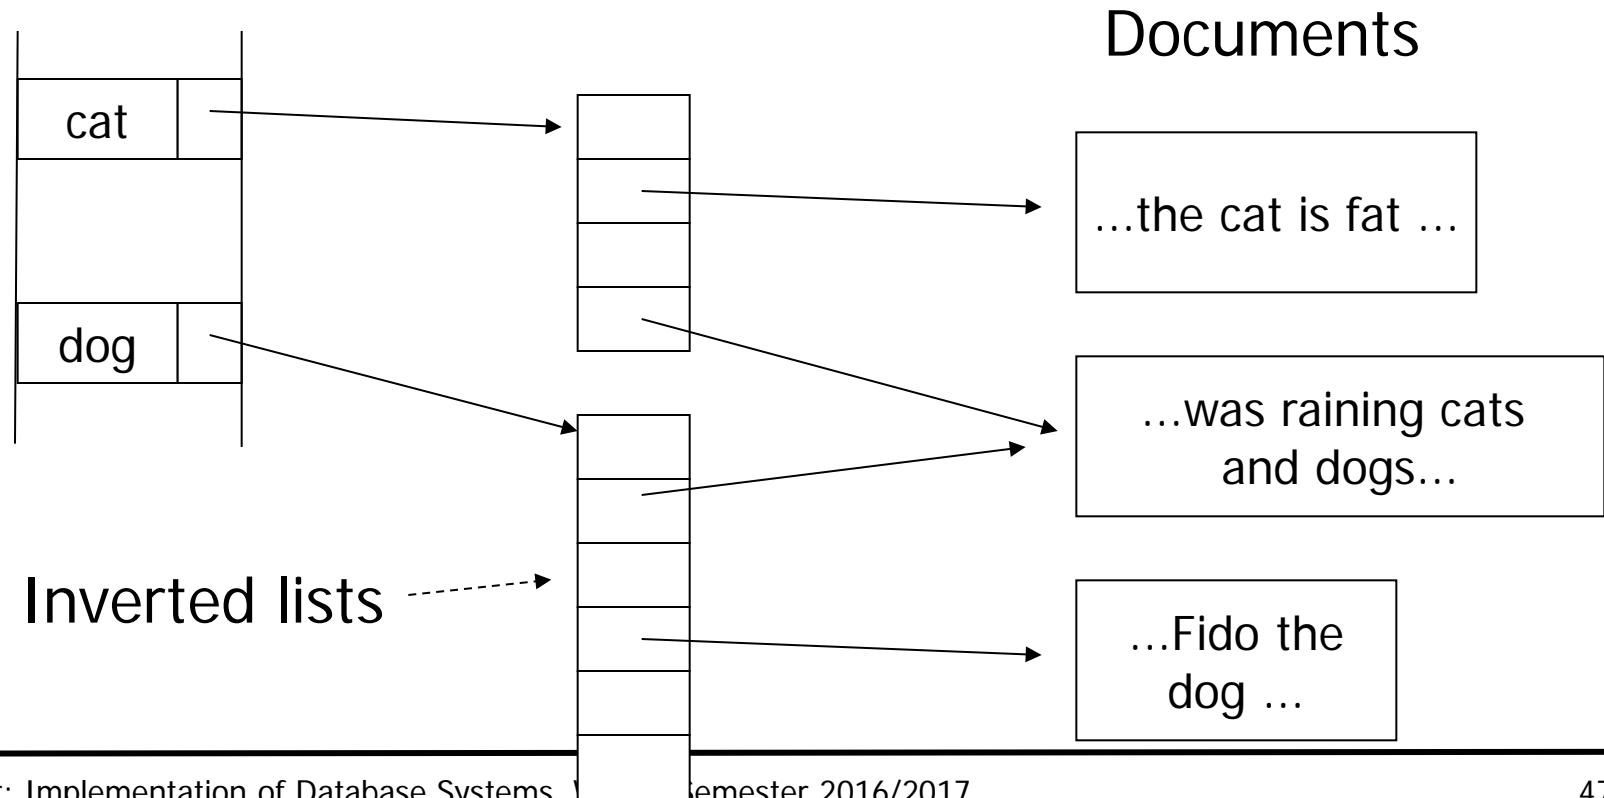 Documents
cat
…the cat is fat …
dog
…was raining cats
and dogs…
Inverted lists
…Fido the
dog …
: Implementation of Database Systems, Semester 2016/2017
47